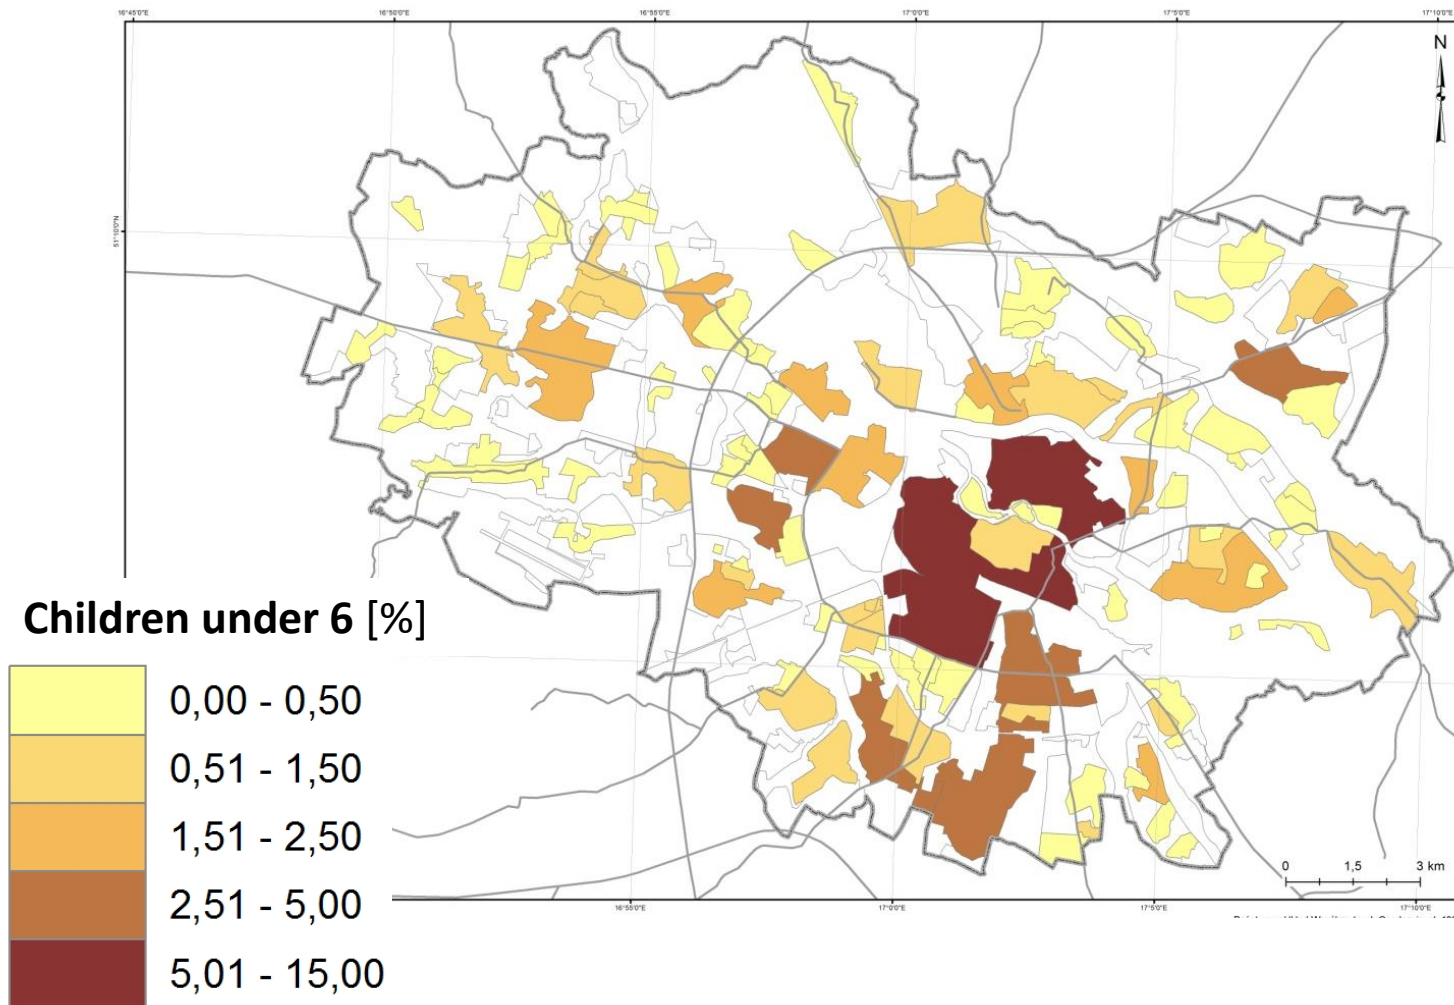 16°45'0"E 16°50'0"E 16°55'0"E 17°0'0"E 17°5'0"E 17°10'0"E
N
51°10'0"N
Children under 6 [%]
0,00 - 0,50
0,51 - 1,50
1,51 - 2,50
2,51 - 5,00
5,01 - 15,00
0 1,5 3 km
16°55'0"E 17°0'0"E 17°5'0"E 17°10'0"E